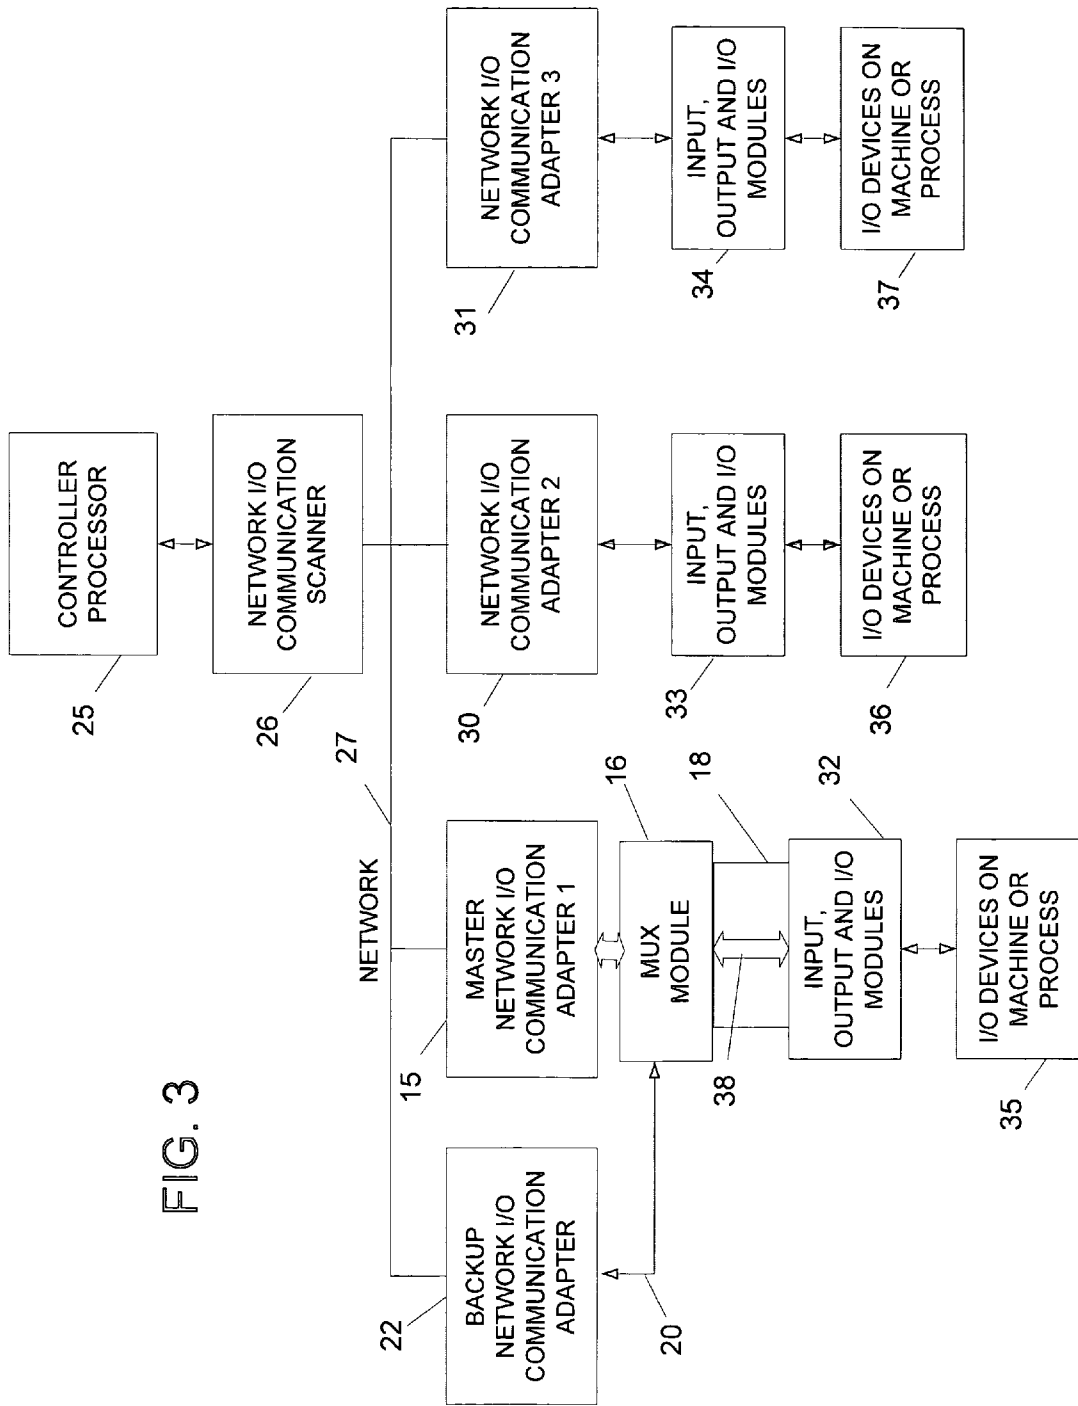 FIG. 3
CONTROLLER
PROCESSOR
25
NETWORK I/O
COMMUNICATION
SCANNER
26
NETWORK
27
BACKUP
NETWORK I/O
COMMUNICATION
ADAPTER
22
MASTER
NETWORK I/O
COMMUNICATION
ADAPTER 1
15
NETWORK I/O
COMMUNICATION
ADAPTER 2
30
NETWORK I/O
COMMUNICATION
ADAPTER 3
31
20
MUX
MODULE
16
18
38
INPUT,
OUTPUT AND I/O
MODULES
32
INPUT,
OUTPUT AND I/O
MODULES
33
INPUT,
OUTPUT AND I/O
MODULES
34
I/O DEVICES ON
MACHINE OR
PROCESS
35
I/O DEVICES ON
MACHINE OR
PROCESS
36
I/O DEVICES ON
MACHINE OR
PROCESS
37